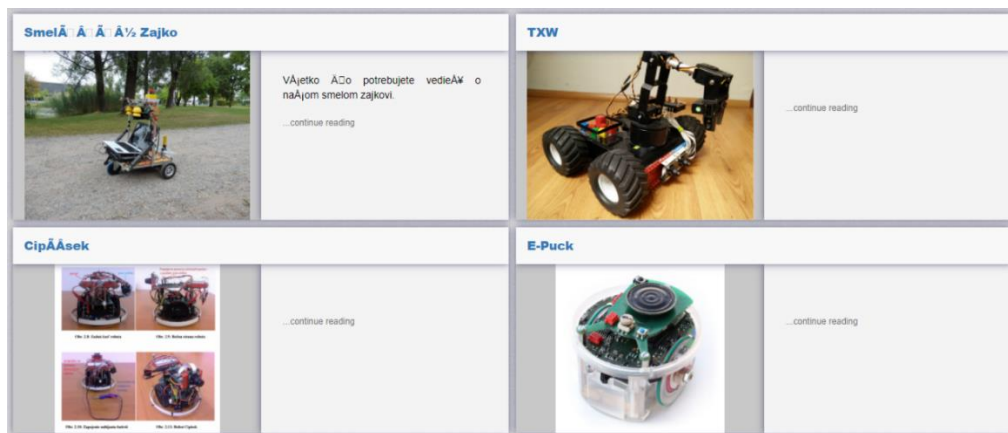 SmelÃ Â Ã Â½ Zajko
VÅ¡etko ÄO potrebujete vedieÅ¥ o
naÅ¡om smelom zajkovi.
...continue reading
TXW
...continue reading
CipÃÂsek
...continue reading
E-Puck
...continue reading